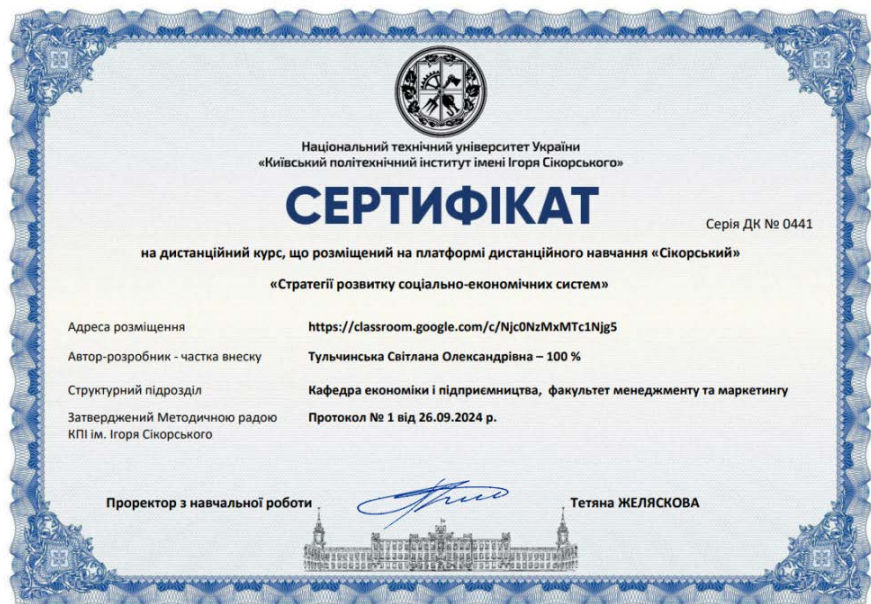 Національний технічний університет України
«Київський політехнічний інститут імені Ігоря Сікорського»
СЕРТИФІКАТ
Серія ДК № 0441
на дистанційний курс, що розміщений на платформі дистанційного навчання «Сікорський»
«Стратегії розвитку соціально-економічних систем»
Адреса розміщення https://classroom.google.com/c/Njc0NzMxMTc1Njg5
Автор-розробник - частка внеску Тульчинська Світлана Олександрівна – 100 %
Структурний підрозділ Кафедра економіки і підприємництва, факультет менеджменту та маркетингу
Затверджений Методичною радою Протокол № 1 від 26.09.2024 р.
КПІ ім. Ігоря Сікорського
Проректор з навчальної роботи Тетяна ЖЕЛЯСКОВА